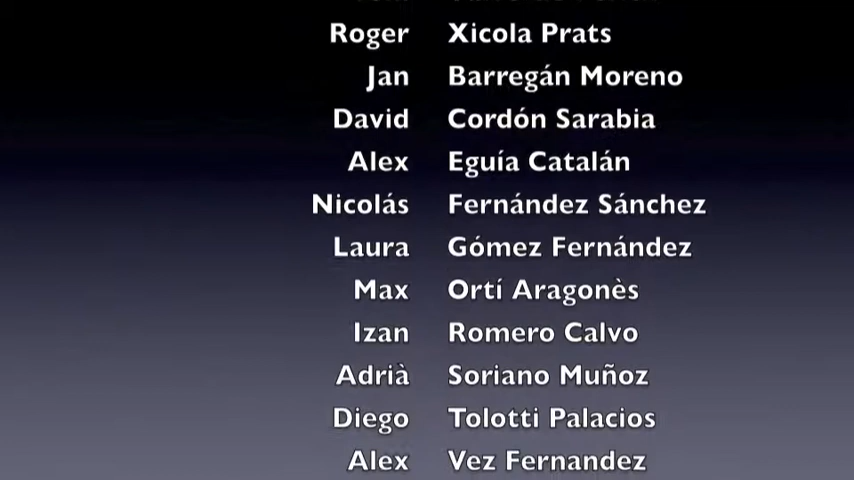 Roger Xicola Prats
Jan Barregán Moreno
David Cordón Sarabia
Alex Eguía Catalán
Nicolás Fernández Sánchez
Laura Gómez Fernández
Max Ortí Aragonès
Izan Romero Calvo
Adrià Soriano Muñoz
Diego Tolotti Palacios
Alex Vez Fernandez